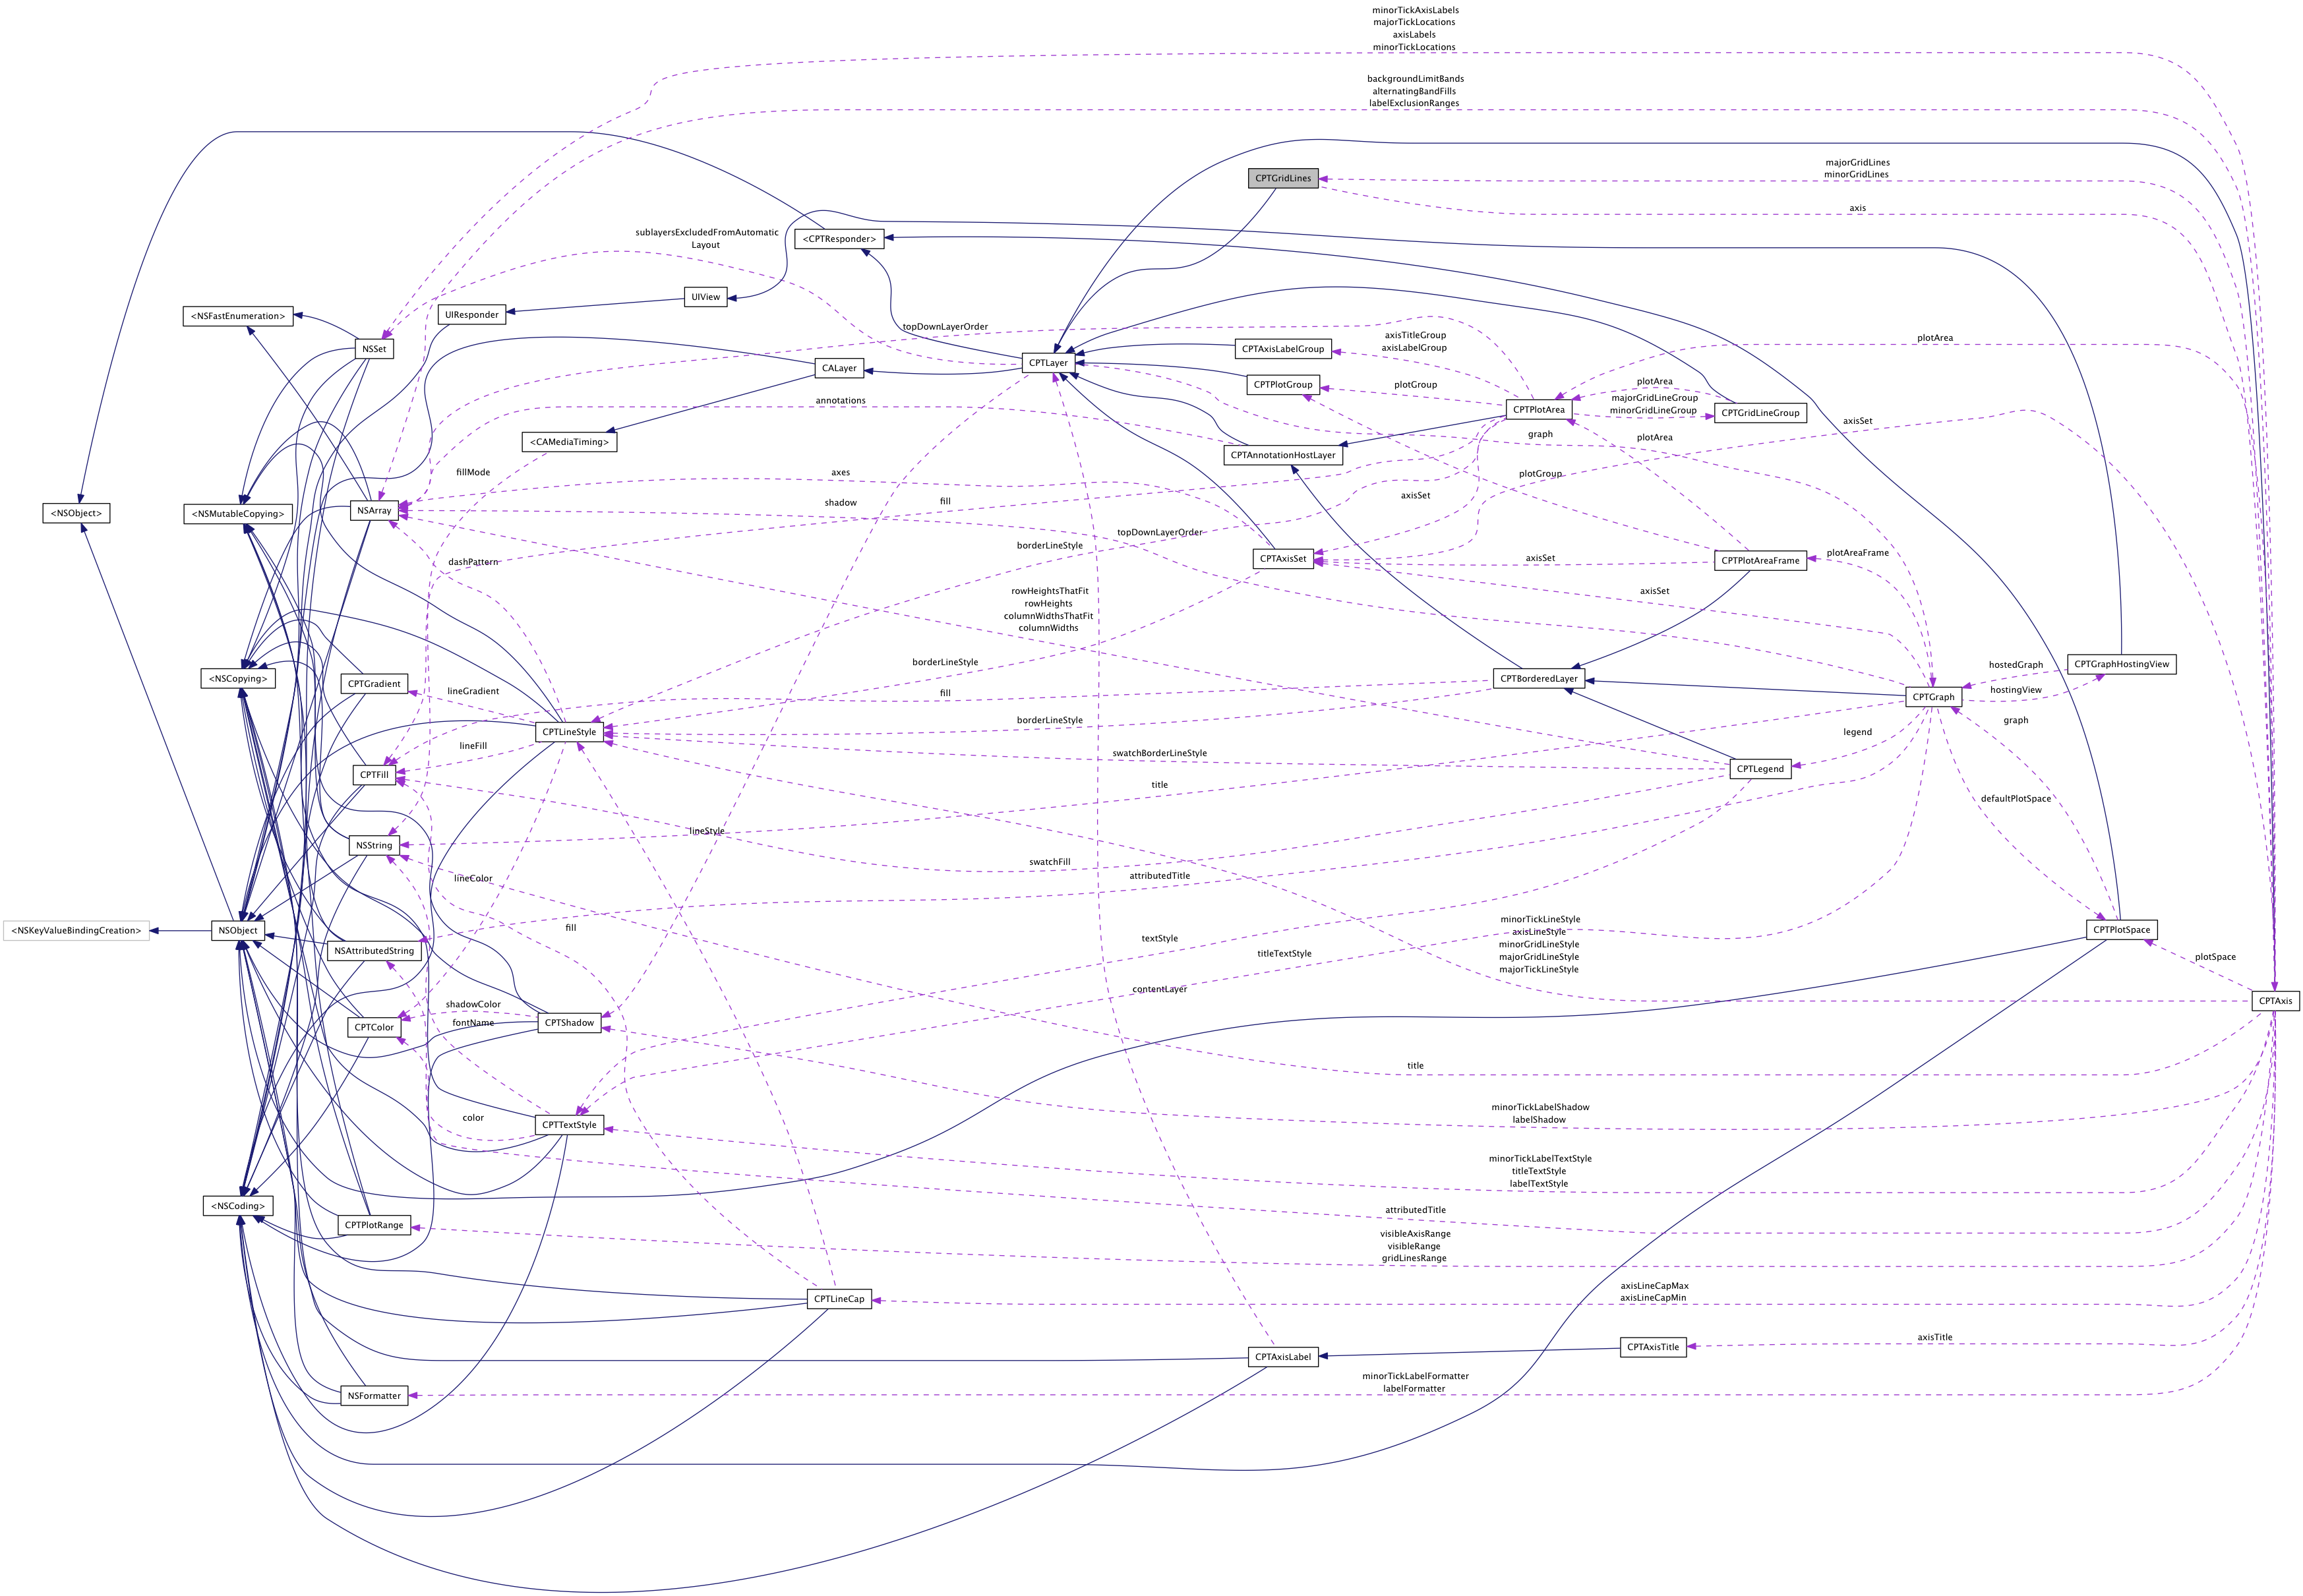 minorTickAxisLabels
majorTickLocations
axisLabels
minorTickLocations
backgroundLimitBands
alternatingBandFills
labelExclusionRanges
majorGridLines
minorGridLines
CPTGridLines
axis
sublayersExcludedFromAutomatic
Layout
<CPTResponder>
UIView
<NSFastEnumeration>
UIResponder
topDownLayerOrder
axisTitleGroup
axisLabelGroup
plotArea
NSSet
CPTAxisLabelGroup
CPTLayer
CALayer
CPTPlotGroup
plotGroup
plotArea
annotations
majorGridLineGroup
minorGridLineGroup
CPTPlotArea
CPTGridLineGroup
axisSet
<CAMediaTiming>
graph
plotArea
CPTAnnotationHostLayer
fillMode
axes
plotGroup
shadow
fill
axisSet
<NSObject>
<NSMutableCopying>
NSArray
topDownLayerOrder
borderLineStyle
dashPattern
CPTAxisSet
axisSet
CPTPlotAreaFrame
plotAreaFrame
rowHeightsThatFit
rowHeights
columnWidthsThatFit
columnWidths
axisSet
borderLineStyle
hostedGraph
CPTGraphHostingView
<NSCopying>
CPTGradient
lineGradient
fill
CPTBorderedLayer
hostingView
CPTGraph
borderLineStyle
graph
CPTLineStyle
legend
lineFill
swatchBorderLineStyle
CPTLegend
CPTFill
title
defaultPlotSpace
lineStyle
NSString
swatchFill
lineColor
attributedTitle
minorTickLineStyle
axisLineStyle
minorGridLineStyle
majorGridLineStyle
majorTickLineStyle
fill
<NSKeyValueBindingCreation>
NSObject
textStyle
CPTPlotSpace
NSAttributedString
titleTextStyle
plotSpace
contentLayer
shadowColor
CPTAxis
fontName
CPTShadow
CPTColor
title
minorTickLabelShadow
labelShadow
color
CPTTextStyle
minorTickLabelTextStyle
titleTextStyle
labelTextStyle
<NSCoding>
attributedTitle
CPTPlotRange
visibleAxisRange
visibleRange
gridLinesRange
axisLineCapMax
axisLineCapMin
CPTLineCap
axisTitle
CPTAxisLabel
CPTAxisTitle
minorTickLabelFormatter
labelFormatter
NSFormatter